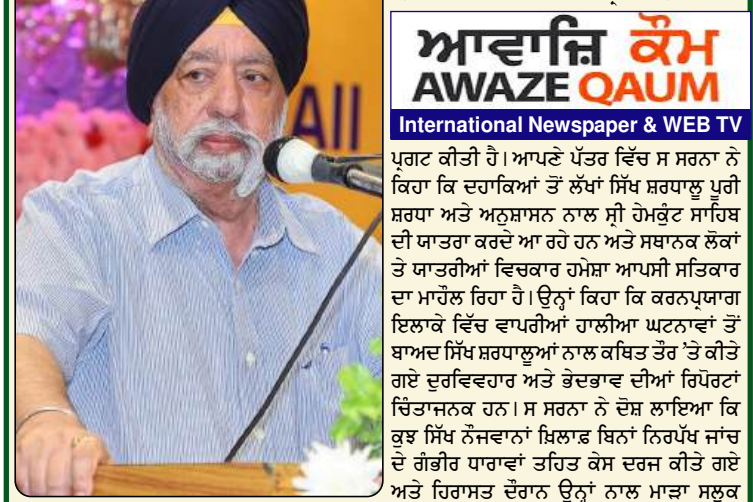 All
ਆਵਾਜ਼ਿ ਕੌਮ
AWAZE QAUM
International Newspaper & WEB TV
ਪ੍ਰਗਟ ਕੀਤੀ ਹੈ। ਆਪਣੇ ਪੱਤਰ ਵਿੱਚ ਸ ਸਰਨਾ ਨੇ
ਕਿਹਾ ਕਿ ਦਹਾਕਿਆਂ ਤੋਂ ਲੱਖਾਂ ਸਿੱਖ ਸ਼ਰਧਾਲੂ ਪੂਰੀ
ਸ਼ਰਧਾ ਅਤੇ ਅਨੁਸ਼ਾਸਨ ਨਾਲ ਸ੍ਰੀ ਹੇਮਕੁੰਟ ਸਾਹਿਬ
ਦੀ ਯਾਤਰਾ ਕਰਦੇ ਆ ਰਹੇ ਹਨ ਅਤੇ ਸਥਾਨਕ ਲੋਕਾਂ
ਤੇ ਯਾਤਰੀਆਂ ਵਿਚਕਾਰ ਹਮੇਸ਼ਾ ਆਪਸੀ ਸਤਿਕਾਰ
ਦਾ ਮਾਹੌਲ ਰਿਹਾ ਹੈ। ਉਨ੍ਹਾਂ ਕਿਹਾ ਕਿ ਕਰਨਪ੍ਰਯਾਗ
ਇਲਾਕੇ ਵਿੱਚ ਵਾਪਰੀਆਂ ਹਾਲੀਆ ਘਟਨਾਵਾਂ ਤੋਂ
ਬਾਅਦ ਸਿੱਖ ਸ਼ਰਧਾਲੂਆਂ ਨਾਲ ਕਥਿਤ ਤੌਰ 'ਤੇ ਕੀਤੇ
ਗਏ ਦੁਰਵਿਵਹਾਰ ਅਤੇ ਭੇਦਭਾਵ ਦੀਆਂ ਰਿਪੋਰਟਾਂ
ਚਿੰਤਾਜਨਕ ਹਨ। ਸ ਸਰਨਾ ਨੇ ਦੋਸ਼ ਲਾਇਆ ਕਿ
ਕੁਝ ਸਿੱਖ ਨੌਜਵਾਨਾਂ ਖ਼ਿਲਾਫ਼ ਬਿਨਾਂ ਨਿਰਪੱਖ ਜਾਂਚ
ਦੇ ਗੰਭੀਰ ਧਾਰਾਵਾਂ ਤਹਿਤ ਕੇਸ ਦਰਜ ਕੀਤੇ ਗਏ
ਅਤੇ ਹਿਰਾਸਤ ਦੌਰਾਨ ਉਨ੍ਹਾਂ ਨਾਲ ਮਾੜਾ ਸਲੂਕ